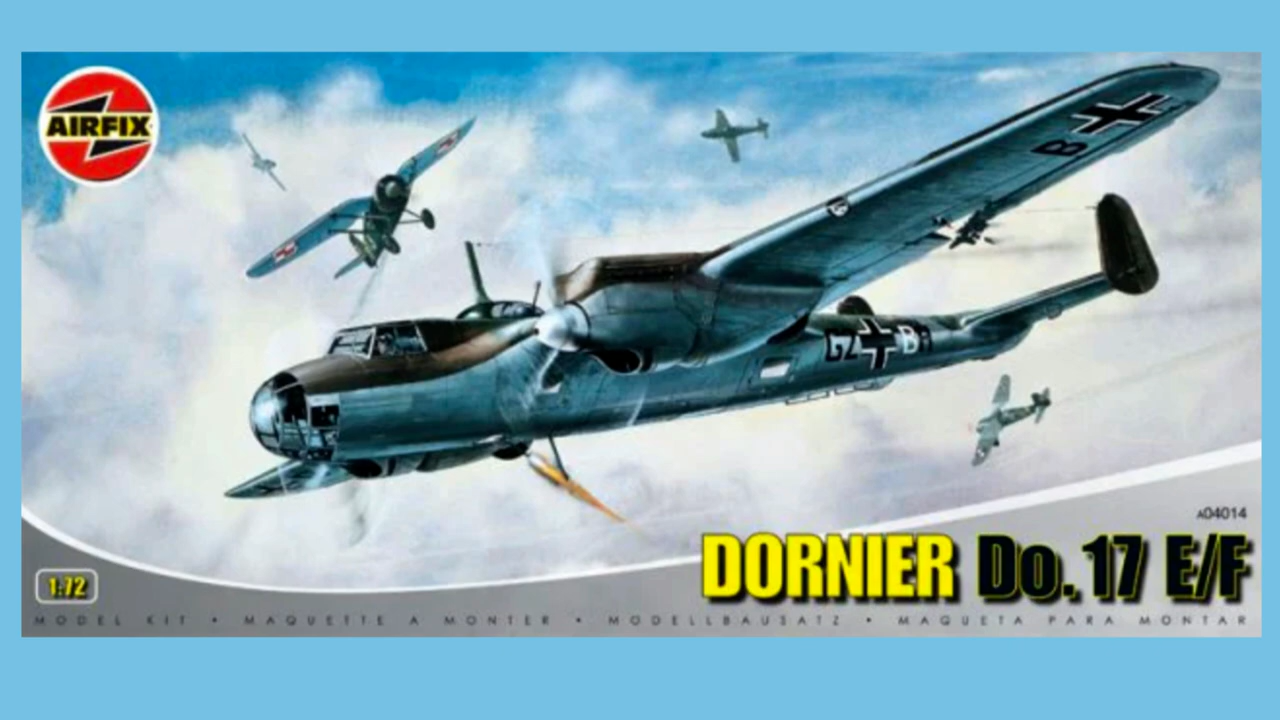 AIRFIX
B
GZ B
A04014
DORNIER Do.17 E/F
1:72
MODEL KIT • MAQUETTE A MONTER • MODELLBAUSATZ • MAQUETA PARA MONTAR